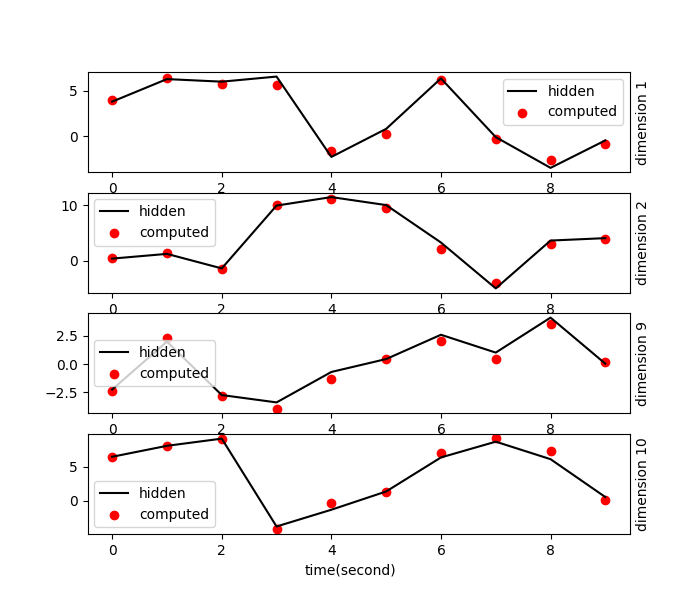 5
0
hidden
computed
dimension 1
0 2 4 6 8
10
0
hidden
computed
dimension 2
0 2 4 6 8
2.5
0.0
−2.5
hidden
computed
dimension 9
0 2 4 6 8
5
0
hidden
computed
dimension 10
0 2 4 6 8
time(second)